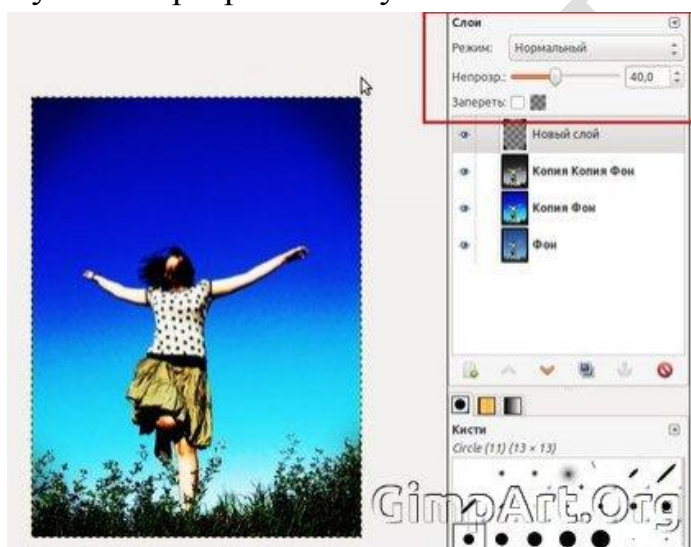 Слои
Режим: Нормальный
Непрозр.: 40,0
Запереть:
Новый слой
Копия Копия Фон
Копия Фон
Фон
Кисти
Circle (11) (13 × 13)
GimpArt.Org